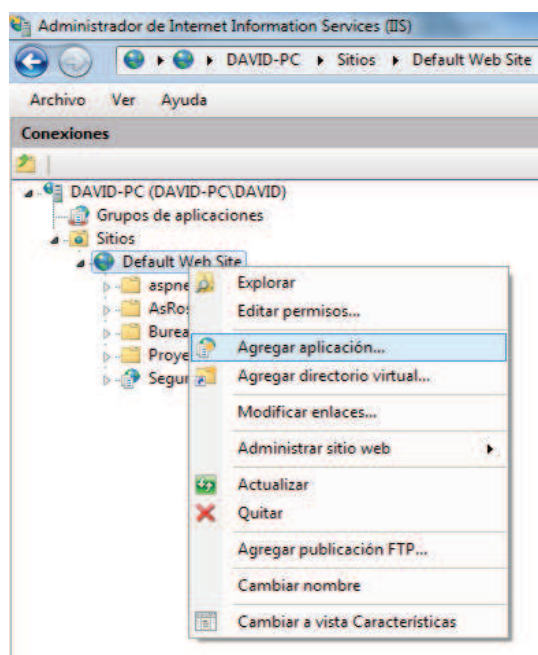 Administrador de Internet Information Services (IIS)
DAVID-PC Sitios Default Web Site
Archivo Ver Ayuda
Conexiones
DAVID-PC (DAVID-PC\DAVID)
Grupos de aplicaciones
Sitios
Default Web Site
aspne
AsRo
Burea
Proye
Segur
Explorar
Editar permisos...
Agregar aplicación...
Agregar directorio virtual...
Modificar enlaces...
Administrar sitio web
Actualizar
Quitar
Agregar publicación FTP...
Cambiar nombre
Cambiar a vista Características